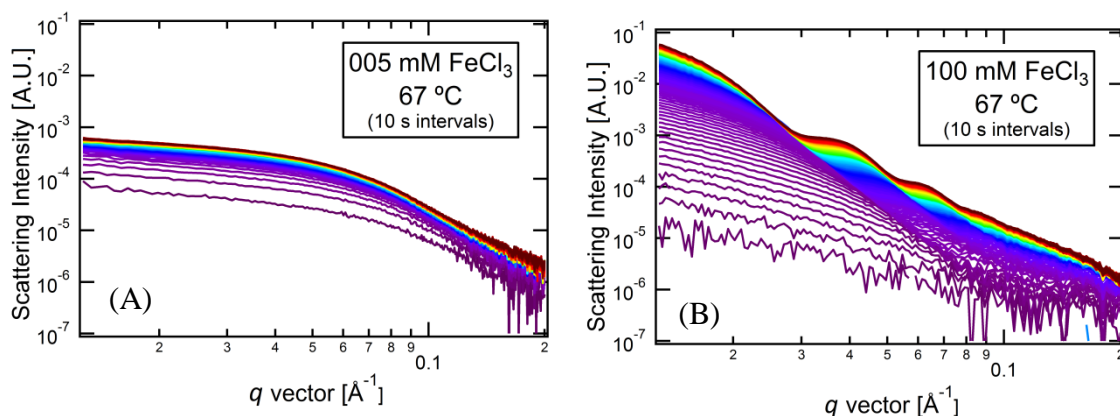 Scattering Intensity [A.U.]
10⁻¹
10⁻²
10⁻³
10⁻⁴
10⁻⁵
10⁻⁶
10⁻⁷
2 3 4 5 6 7 8 9 2
0.1
q vector [Å⁻¹]
005 mM FeCl₃
67 ºC
(10 s intervals)
(A)
Scattering Intensity [A.U.]
10⁻¹
10⁻²
10⁻³
10⁻⁴
10⁻⁵
10⁻⁶
10⁻⁷
2 3 4 5 6 7 8 9 2
0.1
q vector [Å⁻¹]
100 mM FeCl₃
67 ºC
(10 s intervals)
(B)